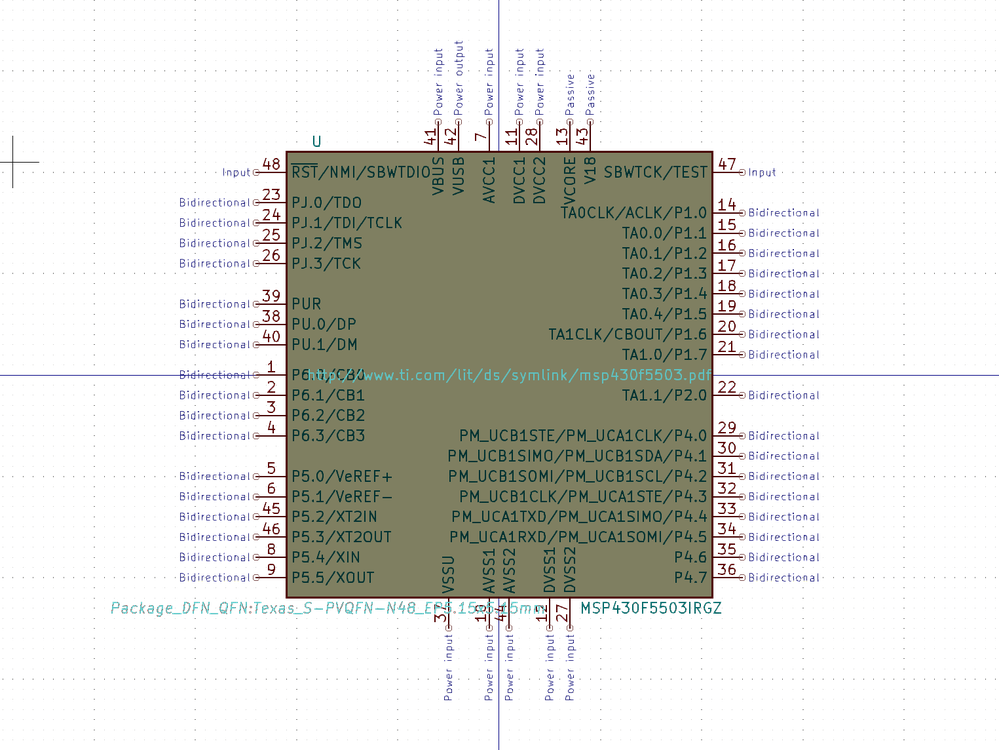 Power input
Power output
Power input
Power input
Power input
Passive
Passive
41
42
7
11
28
13
43
U
VBUS
VUSB
AVCC1
DVCC1
DVCC2
VCORE
V18
Input 48 RST/NMI/SBWTDIO
SBWTCK/TEST 47 Input
Bidirectional 23 PJ.0/TDO
Bidirectional 24 PJ.1/TDI/TCLK
Bidirectional 25 PJ.2/TMS
Bidirectional 26 PJ.3/TCK
Bidirectional 39 PUR
Bidirectional 38 PU.0/DP
Bidirectional 40 PU.1/DM
Bidirectional 1 P6.0/CB0
Bidirectional 2 P6.1/CB1
Bidirectional 3 P6.2/CB2
Bidirectional 4 P6.3/CB3
Bidirectional 5 P5.0/VeREF+
Bidirectional 6 P5.1/VeREF-
Bidirectional 45 P5.2/XT2IN
Bidirectional 46 P5.3/XT2OUT
Bidirectional 8 P5.4/XIN
Bidirectional 9 P5.5/XOUT
TA0CLK/ACLK/P1.0 14 Bidirectional
TA0.0/P1.1 15 Bidirectional
TA0.1/P1.2 16 Bidirectional
TA0.2/P1.3 17 Bidirectional
TA0.3/P1.4 18 Bidirectional
TA0.4/P1.5 19 Bidirectional
TA1CLK/CBOUT/P1.6 20 Bidirectional
TA1.0/P1.7 21 Bidirectional
http://www.ti.com/lit/ds/symlink/msp430f5503.pdf
TA1.1/P2.0 22 Bidirectional
PM_UCB1STE/PM_UCA1CLK/P4.0 29 Bidirectional
PM_UCB1SIMO/PM_UCB1SDA/P4.1 30 Bidirectional
PM_UCB1SOMI/PM_UCB1SCL/P4.2 31 Bidirectional
PM_UCB1CLK/PM_UCA1STE/P4.3 32 Bidirectional
PM_UCA1TXD/PM_UCA1SIMO/P4.4 33 Bidirectional
PM_UCA1RXD/PM_UCA1SOMI/P4.5 34 Bidirectional
P4.6 35 Bidirectional
P4.7 36 Bidirectional
VSSU
AVSS1
AVSS2
DVSS1
DVSS2
Package_DFN_QFN:Texas_S-PVQFN-N48_EP5.15x5.15mm
MSP430F5503IRGZ
37
10
44
12
27
Power input
Power input
Power input
Power input
Power input